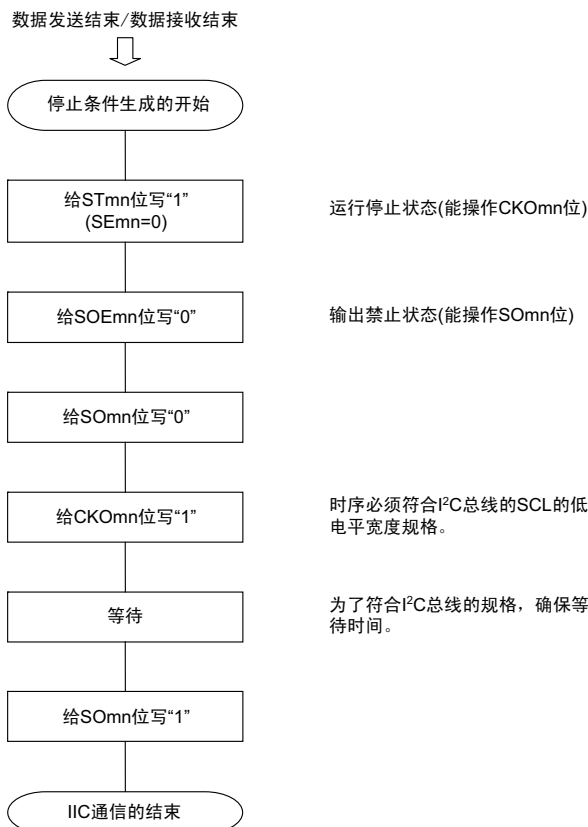 数据发送结束/数据接收结束
停止条件生成的开始
给STmn位写“1”
(SEmn=0)
运行停止状态(能操作CKOmn位)
给SOEmn位写“0”
输出禁止状态(能操作SOmn位)
给SOmn位写“0”
给CKOmn位写“1”
时序必须符合I²C总线的SCL的低
电平宽度规格。
等待
为了符合I²C总线的规格，确保等
待时间。
给SOmn位写“1”
IIC通信的结束